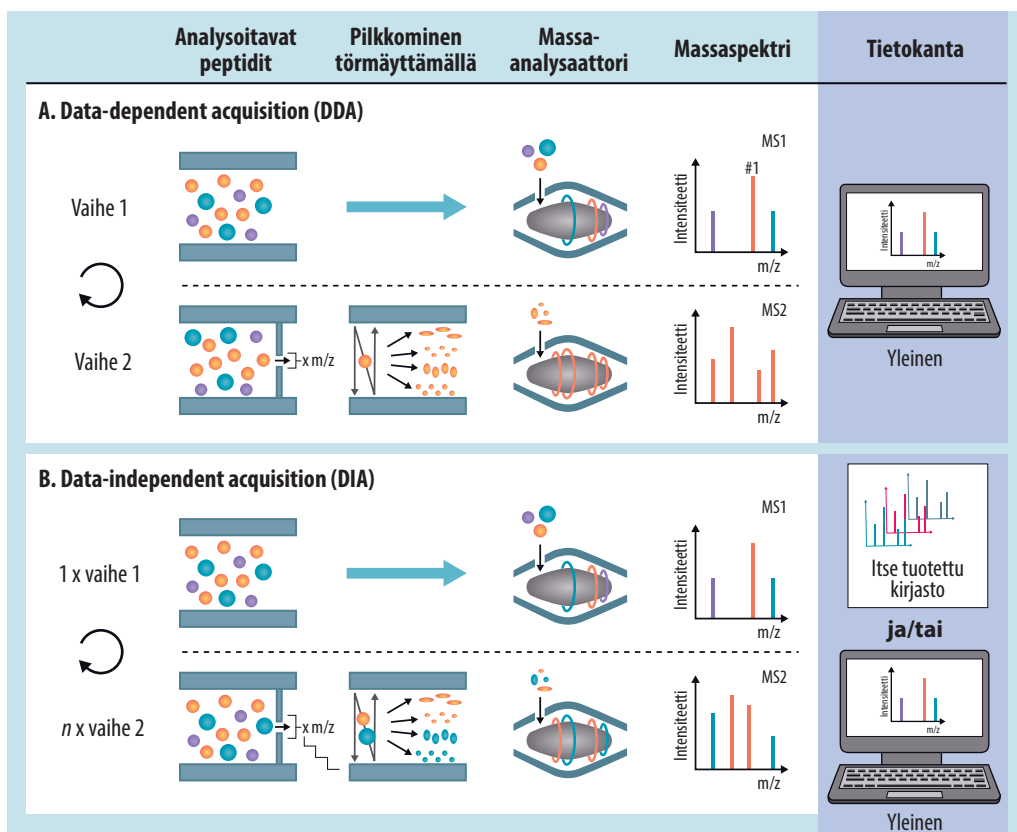 Analysoitavat
peptidit
Pilkkominen
törmäyttämällä
Massa-
analysaattori
Massaspektri
Tietokanta
A. Data-dependent acquisition (DDA)
Vaihe 1
MS1
#1
Intensiteetti
m/z
Intensiteetti
m/z
Vaihe 2
x m/z
MS2
Intensiteetti
m/z
Yleinen
B. Data-independent acquisition (DIA)
1 x vaihe 1
MS1
Intensiteetti
m/z
Itse tuotettu
kirjasto
ja/tai
n x vaihe 2
x m/z
MS2
Intensiteetti
m/z
Intensiteetti
m/z
Yleinen